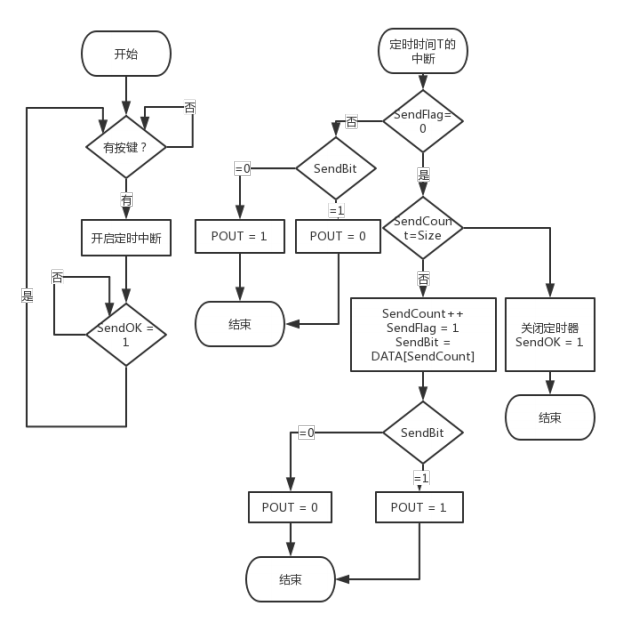 开始
否
有按键？
有
开启定时中断
否
是
SendOK =
1
定时时间T的
中断
SendFlag=
0
否
是
SendBit
=0
=1
POUT = 1
POUT = 0
结束
SendCoun
t=Size
否
SendCount++
SendFlag = 1
SendBit =
DATA[SendCount]
关闭定时器
SendOK = 1
结束
SendBit
=0
=1
POUT = 0
POUT = 1
结束